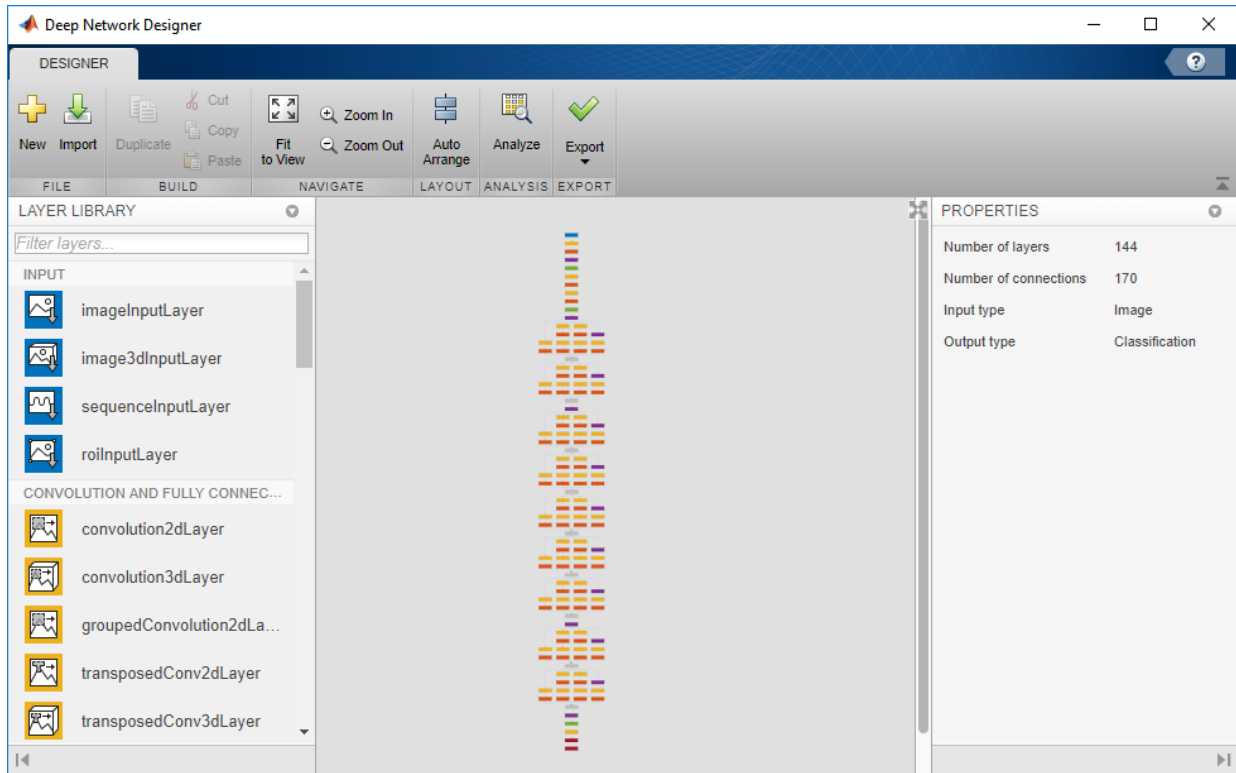 Deep Network Designer
DESIGNER
?
New
Import
Duplicate
Cut
Copy
Paste
Fit
to View
Zoom In
Zoom Out
Auto
Arrange
Analyze
Export
FILE
BUILD
NAVIGATE
LAYOUT
ANALYSIS
EXPORT
LAYER LIBRARY
Filter layers...
INPUT
imageInputLayer
image3dInputLayer
sequenceInputLayer
roiInputLayer
CONVOLUTION AND FULLY CONNEC...
convolution2dLayer
convolution3dLayer
groupedConvolution2dLa...
transposedConv2dLayer
transposedConv3dLayer
PROPERTIES
Number of layers 144
Number of connections 170
Input type Image
Output type Classification